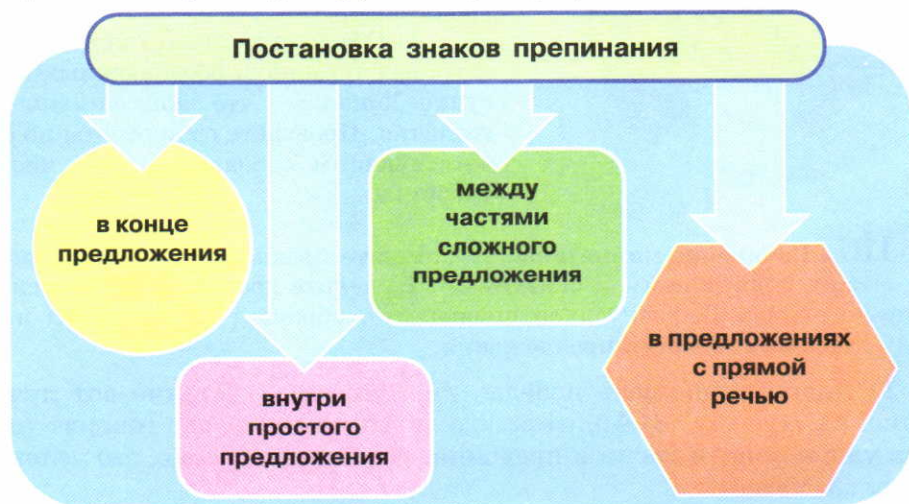 Постановка знаков препинания
в конце
предложения
внутри
простого
предложения
между
частями
сложного
предложения
в предложениях
с прямой
речью